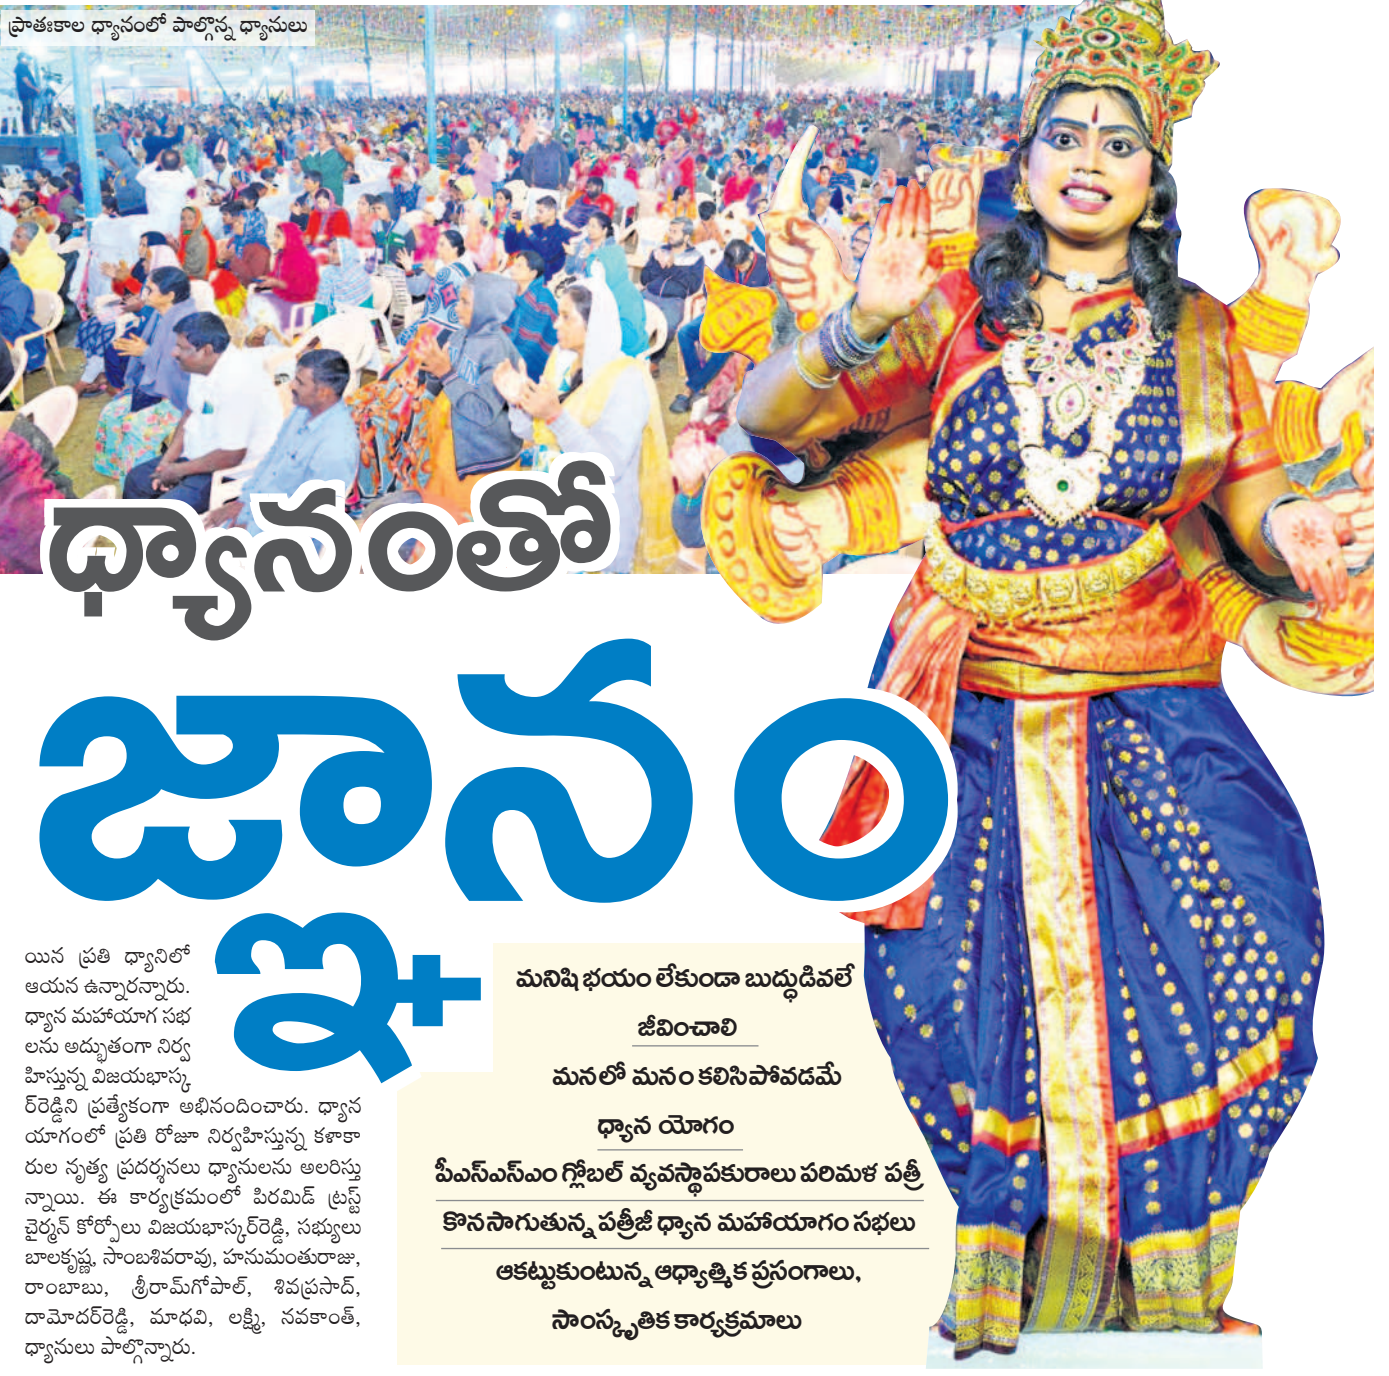 ప్రాతఃకాల ధ్యానంలో పాల్గొన్న ధ్యానులు
ధ్యానంతో
జ్ఞానం
యిన ప్రతి ధ్యానిలో
ఆయన ఉన్నారన్నారు.
ధ్యాన మహాయాగ సభ
లను అద్భుతంగా నిర్వ
హిస్తున్న విజయభాస్క
ర్‌రెడ్డిని ప్రత్యేకంగా అభినందించారు. ధ్యాన
యాగంలో ప్రతి రోజూ నిర్వహిస్తున్న కళాకా
రుల నృత్య ప్రదర్శనలు ధ్యానులను అలరిస్తు
న్నాయి. ఈ కార్యక్రమంలో పిరమిడ్ ట్రస్ట్
చైర్మన్ కోర్పోలు విజయభాస్కర్‌రెడ్డి, సభ్యులు
బాలకృష్ణ, సాంబశివరావు, హనుమంతురాజు,
రాంబాబు, శ్రీరామ్‌గోపాల్, శివప్రసాద్,
దామోదర్‌రెడ్డి, మాధవి, లక్ష్మి, నవకాంత్,
ధ్యానులు పాల్గొన్నారు.
మనిషి భయం లేకుండా బుద్ధుడివలే
జీవించాలి
మనలో మనం కలిసిపోవడమే
ధ్యాన యోగం
పీఎస్ఎస్ఎం గ్లోబల్ వ్యవస్థాపకురాలు పరిమళ పత్రీ
కొనసాగుతున్న పత్రీజీ ధ్యాన మహాయాగం సభలు
ఆకట్టుకుంటున్న ఆధ్యాత్మిక ప్రసంగాలు,
సాంస్కృతిక కార్యక్రమాలు